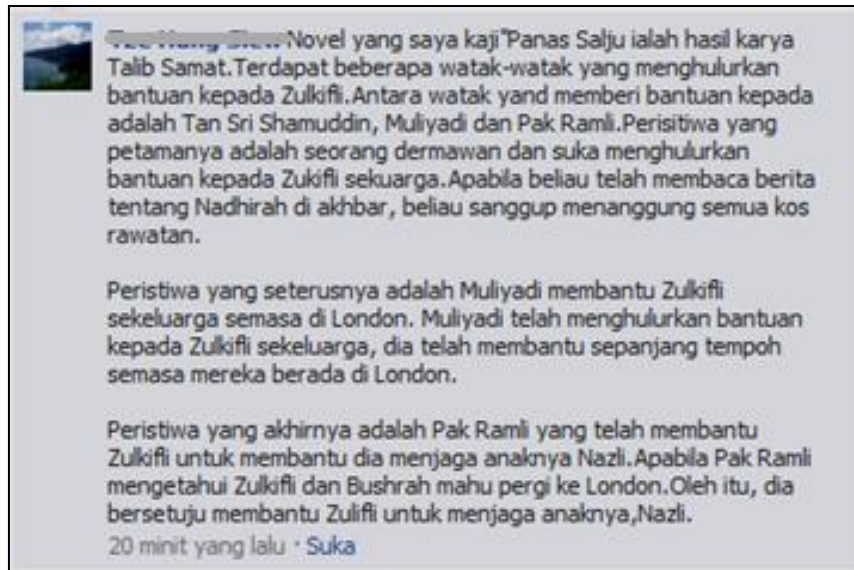 Novel yang saya kaji"Panas Salju ialah hasil karya
Talib Samat.Terdapat beberapa watak-watak yang menghulurkan
bantuan kepada Zulkifli.Antara watak yand memberi bantuan kepada
adalah Tan Sri Shamuddin, Muliyadi dan Pak Ramli.Perisitiwa yang
petamanya adalah seorang dermawan dan suka menghulurkan
bantuan kepada Zukifli sekuarga.Apabila beliau telah membaca berita
tentang Nadhirah di akhbar, beliau sanggup menanggung semua kos
rawatan.
Peristiwa yang seterusnya adalah Muliyadi membantu Zulkifli
sekeluarga semasa di London. Muliyadi telah menghulurkan bantuan
kepada Zulkifli sekeluarga, dia telah membantu sepanjang tempoh
semasa mereka berada di London.
Peristiwa yang akhirnya adalah Pak Ramli yang telah membantu
Zulkifli untuk membantu dia menjaga anaknya Nazli.Apabila Pak Ramli
mengetahui Zulkifli dan Bushrah mahu pergi ke London.Oleh itu, dia
bersetuju membantu Zulifli untuk menjaga anaknya,Nazli.
20 minit yang lalu · Suka